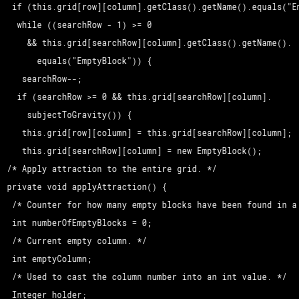 if (this.grid[row][column].getClass().getName().equals("Em
while ((searchRow - 1) >= 0
&& this.grid[searchRow][column].getClass().getName().
equals("EmptyBlock")) {
searchRow--;
if (searchRow >= 0 && this.grid[searchRow][column].
subjectToGravity()) {
this.grid[row][column] = this.grid[searchRow][column];
this.grid[searchRow][column] = new EmptyBlock();
/* Apply attraction to the entire grid. */
private void applyAttraction() {
/* Counter for how many empty blocks have been found in a
int numberOfEmptyBlocks = 0;
/* Current empty column. */
int emptyColumn;
/* Used to cast the column number into an int value. */
Integer holder;